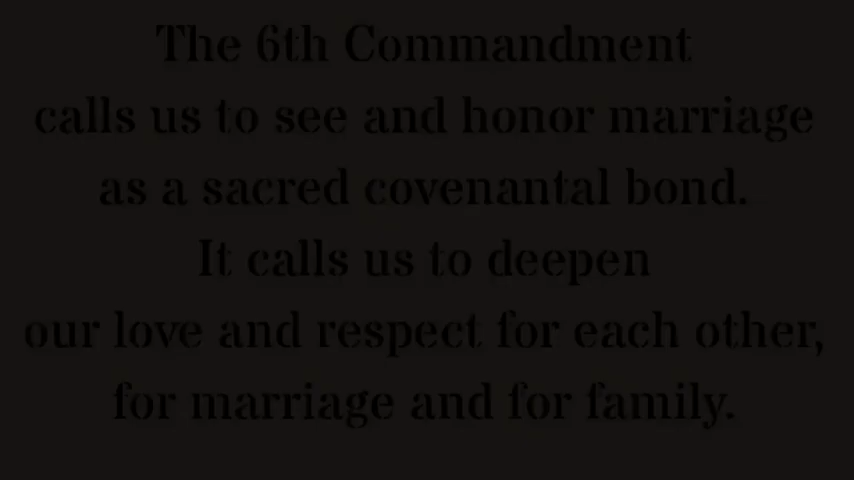 The 6th Commandment
calls us to see and honor marriage
as a sacred covenantal bond.
It calls us to deepen
our love and respect for each other,
for marriage and for family.